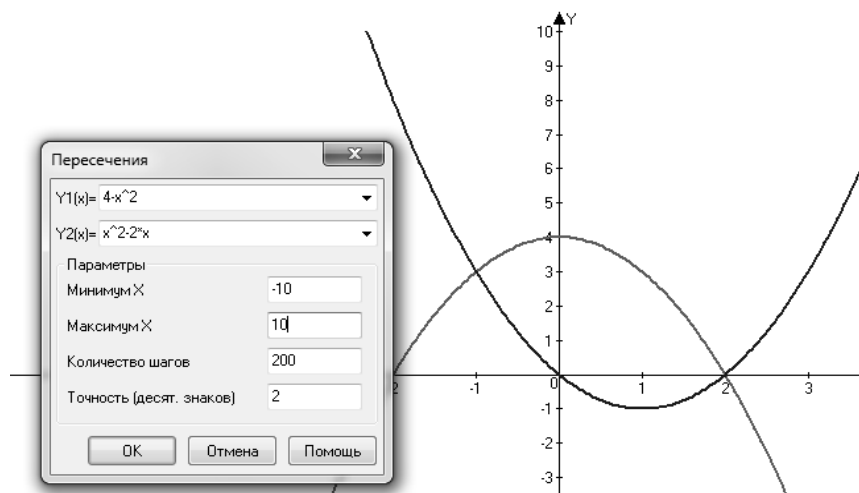 Пересечения
Y1(x)= 4-x^2
Y2(x)= x^2-2*x
Параметры
Минимум X -10
Максимум X 10
Количество шагов 200
Точность (десят. знаков) 2
OK Отмена Помощь
Y
10
9
8
7
6
5
4
3
2
1
2 -1 0 1 2 3
-1
-2
-3